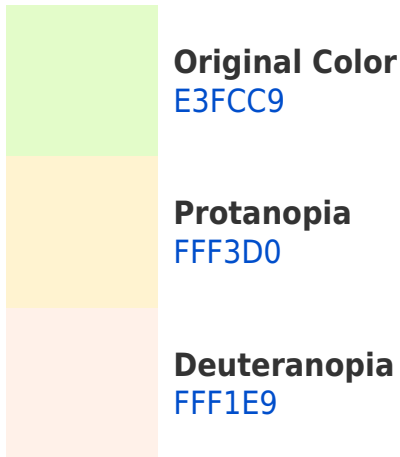 Original Color
E3FCC9
Protanopia
FFF3D0
Deuteranopia
FFF1E9